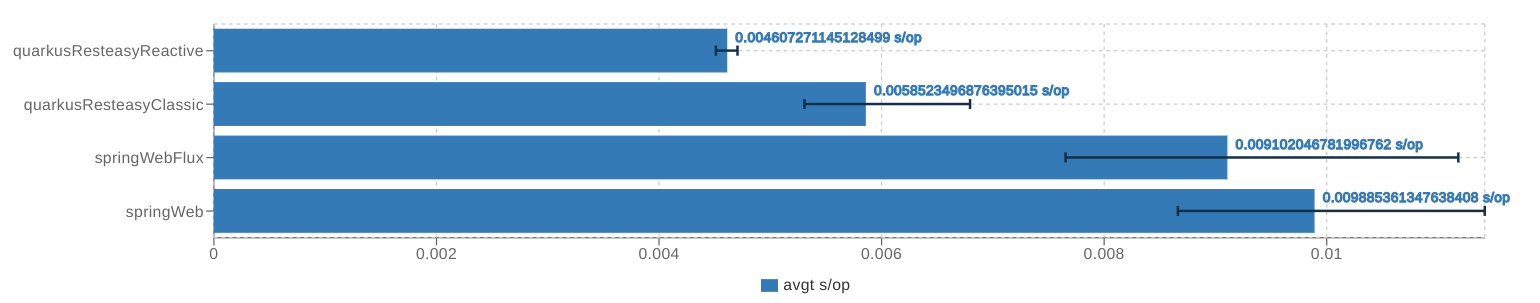 quarkusResteasyReactive
0.004607271145128499 s/op
quarkusResteasyClassic
0.0058523496876395015 s/op
springWebFlux
0.009102046781996762 s/op
springWeb
0.009885361347638408 s/op
0 0.002 0.004 0.006 0.008 0.01
avgt s/op